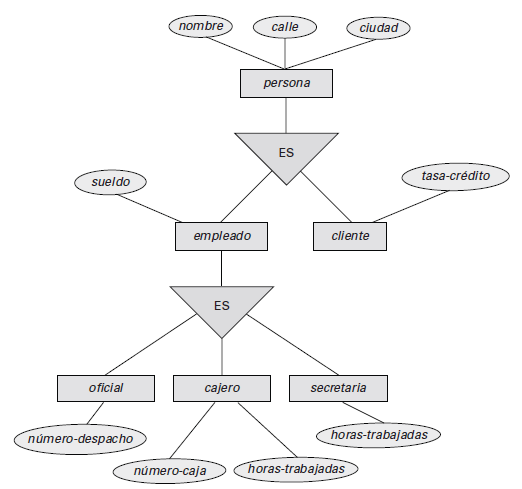 nombre
calle
ciudad
persona
ES
sueldo
tasa-crédito
empleado
cliente
ES
oficial
cajero
secretaria
número-despacho
horas-trabajadas
número-caja
horas-trabajadas